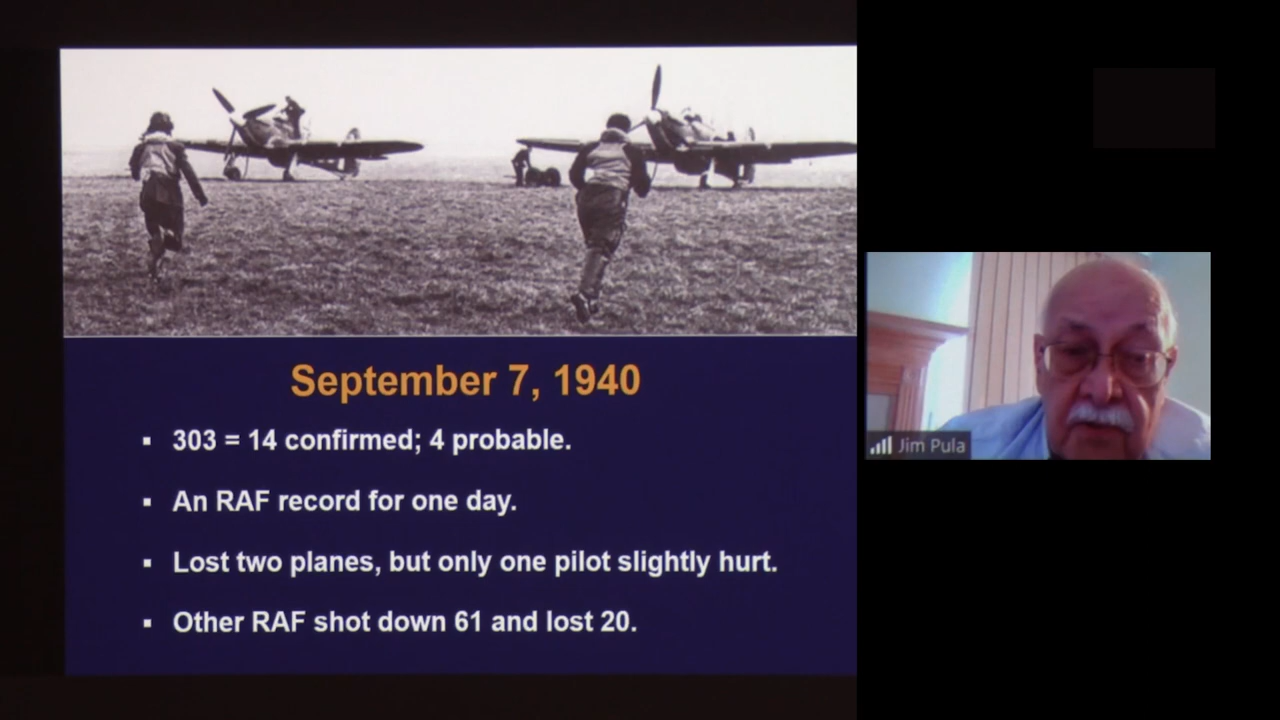 September 7, 1940
▪ 303 = 14 confirmed; 4 probable.
▪ An RAF record for one day.
▪ Lost two planes, but only one pilot slightly hurt.
▪ Other RAF shot down 61 and lost 20.
Jim Pula